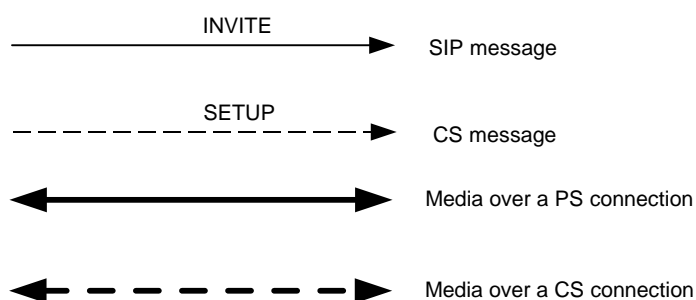 INVITE
SIP message
SETUP
CS message
Media over a PS connection
Media over a CS connection